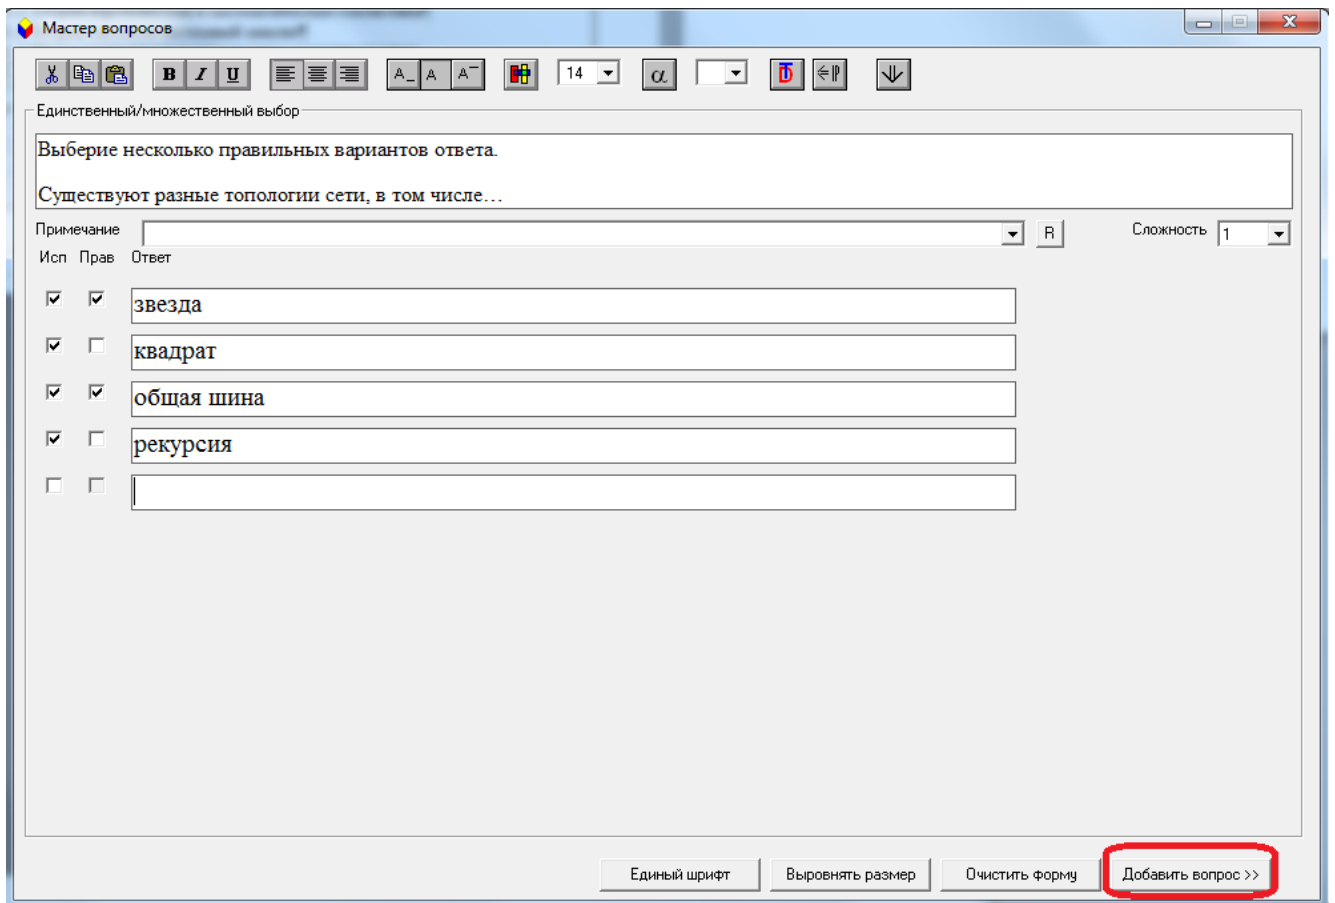 Мастер вопросов
B I U A_ A A¯ 14 α
Единственный/множественный выбор
Выберие несколько правильных вариантов ответа.
Существуют разные топологии сети, в том числе…
Примечание R Сложность 1
Исп Прав Ответ
звезда
квадрат
общая шина
рекурсия
Единый шрифт Выровнять размер Очистить форму Добавить вопрос >>